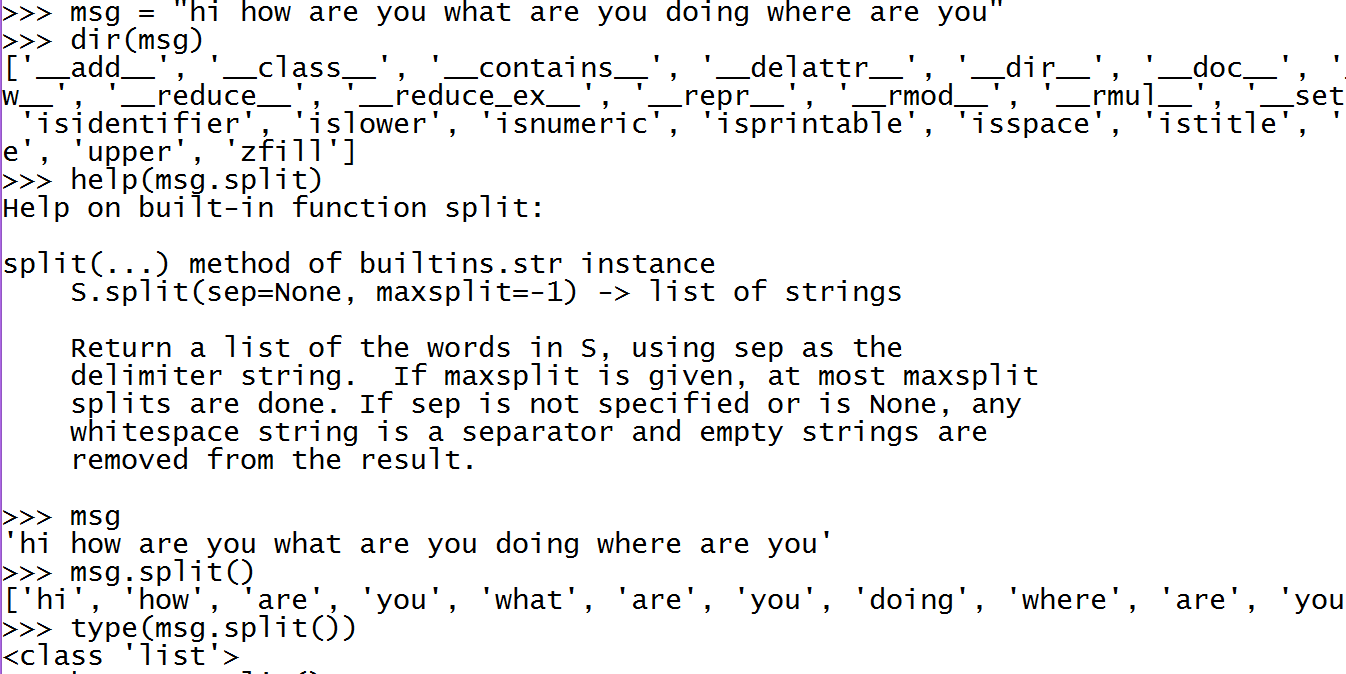 >>> msg = "hi how are you what are you doing where are you"
>>> dir(msg)
['__add__', '__class__', '__contains__', '__delattr__', '__dir__', '__doc__', '
w__', '__reduce__', '__reduce_ex__', '__repr__', '__rmod__', '__rmul__', '__set
 'isidentifier', 'islower', 'isnumeric', 'isprintable', 'isspace', 'istitle', '
e', 'upper', 'zfill']
>>> help(msg.split)
Help on built-in function split:

split(...) method of builtins.str instance
    S.split(sep=None, maxsplit=-1) -> list of strings

    Return a list of the words in S, using sep as the
    delimiter string.  If maxsplit is given, at most maxsplit
    splits are done. If sep is not specified or is None, any
    whitespace string is a separator and empty strings are
    removed from the result.

>>> msg
'hi how are you what are you doing where are you'
>>> msg.split()
['hi', 'how', 'are', 'you', 'what', 'are', 'you', 'doing', 'where', 'are', 'you
>>> type(msg.split())
<class 'list'>